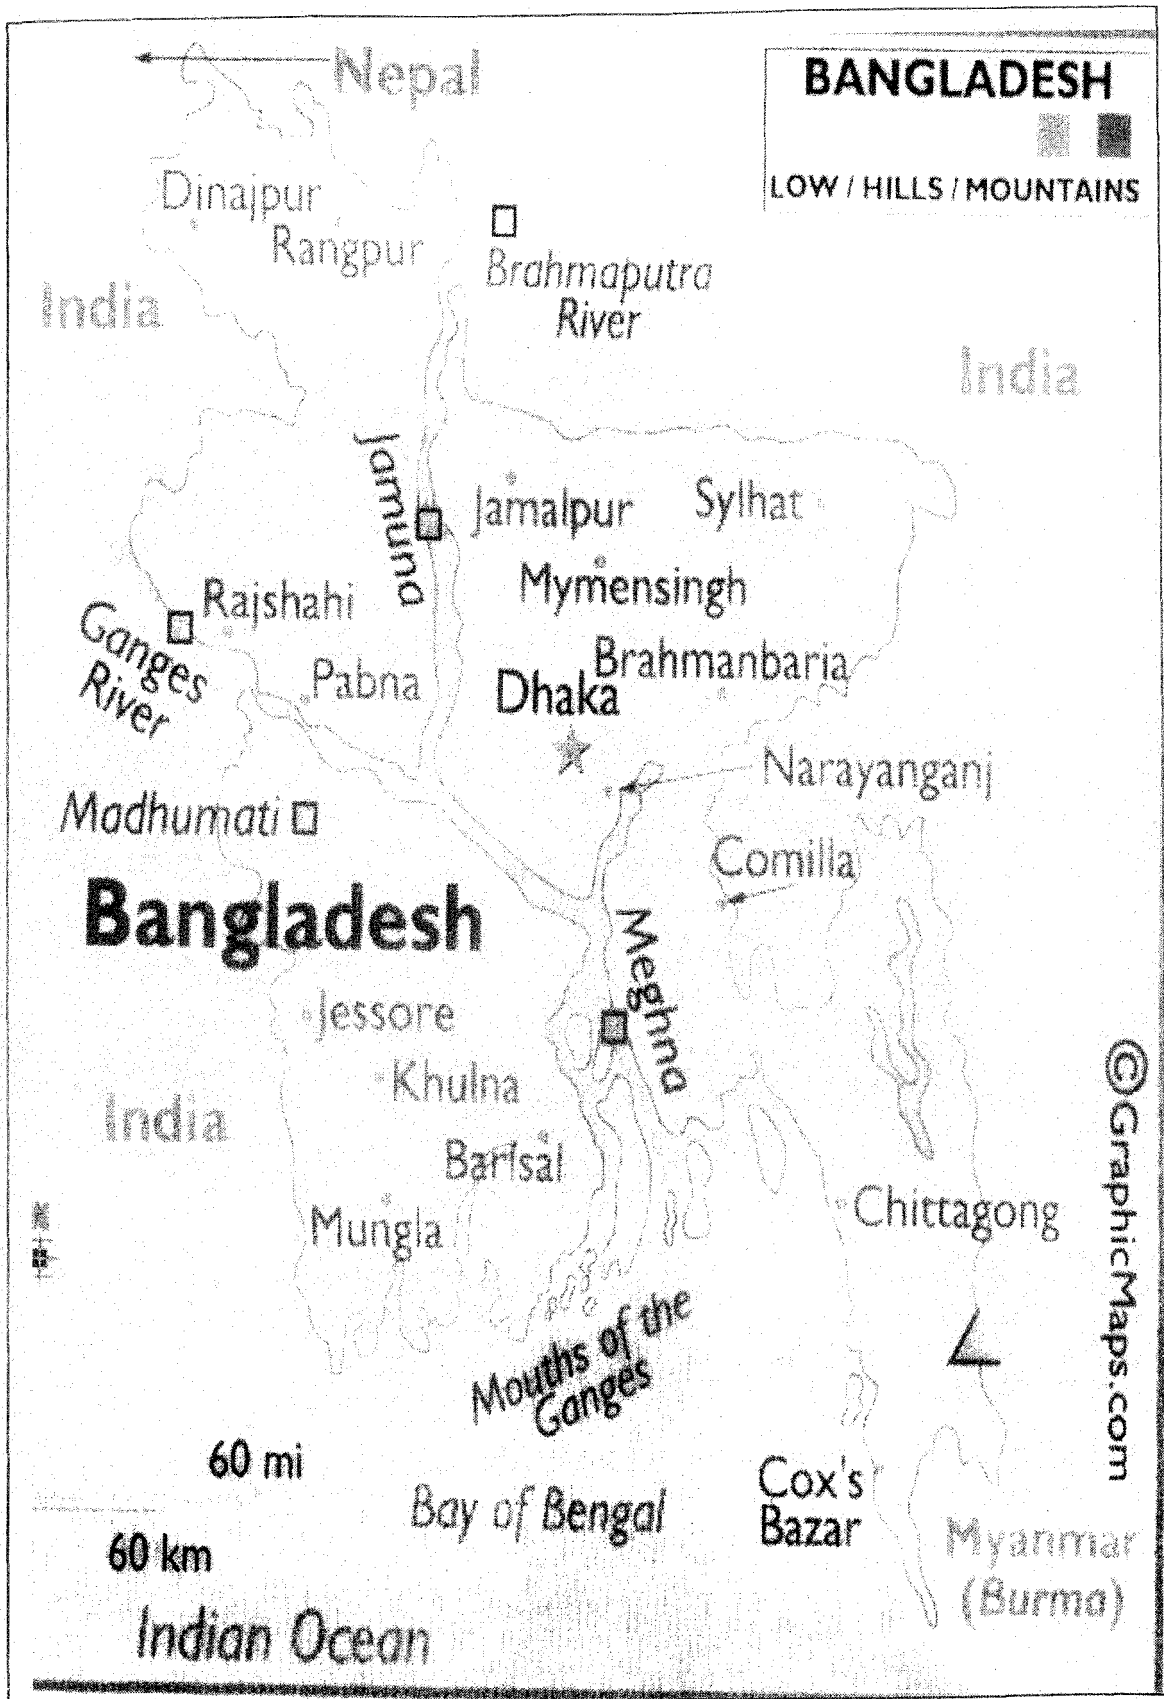 Nepal
BANGLADESH
LOW / HILLS / MOUNTAINS
Dinajpur
Rangpur
Brahmaputra
River
India
India
Jamuna
Jamalpur
Sylhat
Mymensingh
Rajshahi
Ganges
River
Pabna
Brahmanbaria
Dhaka
Narayanganj
Madhumati
Comilla
Bangladesh
Meghna
Jessore
Khulna
India
Barisal
Mungla
Chittagong
©GraphicMaps.com
Mouths of the
Ganges
60 mi
60 km
Bay of Bengal
Cox's
Bazar
Myanmar
(Burma)
Indian Ocean